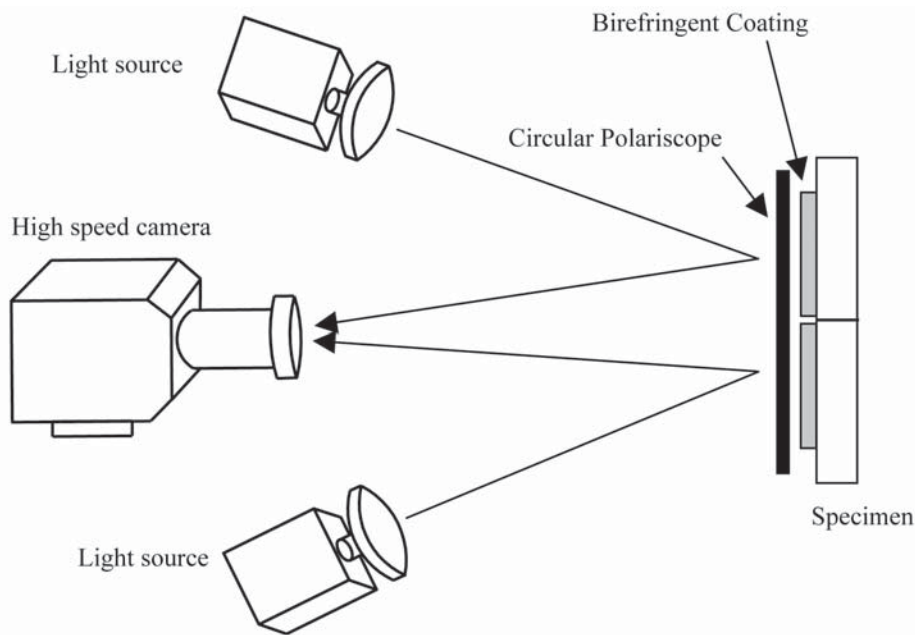 Birefringent Coating
Light source
Circular Polariscope
High speed camera
Specimen
Light source